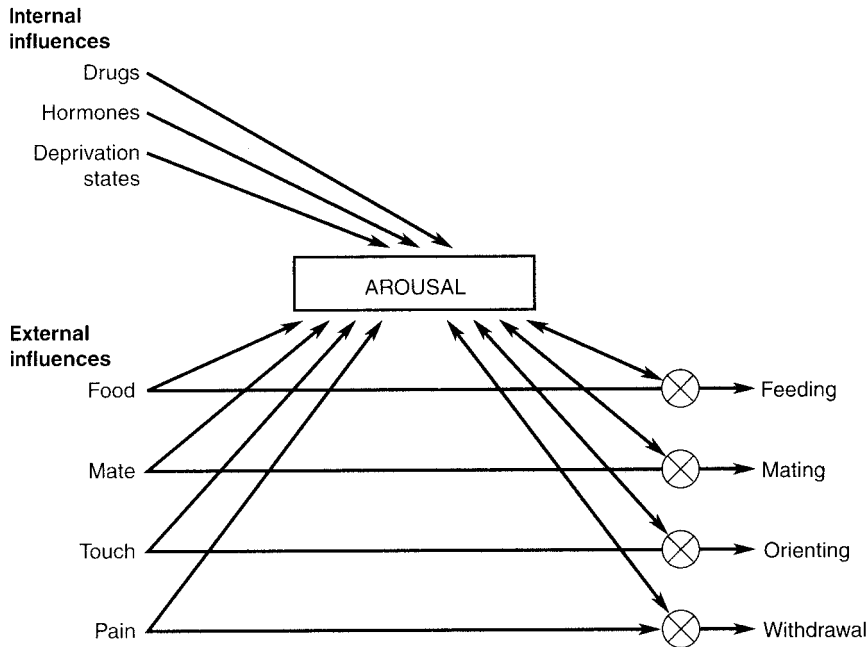 Internal
influences
Drugs
Hormones
Deprivation
states
AROUSAL
External
influences
Food
Feeding
Mate
Mating
Touch
Orienting
Pain
Withdrawal